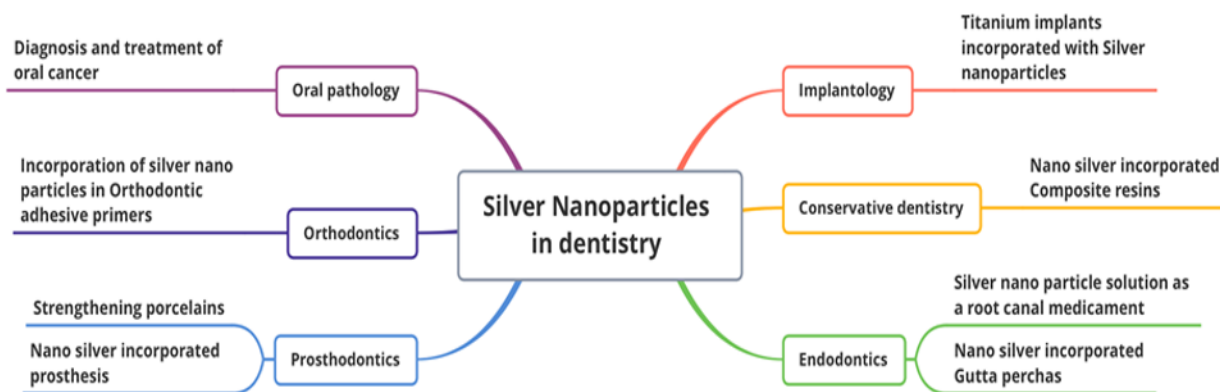 Diagnosis and treatment of
oral cancer
Oral pathology
Incorporation of silver nano
particles in Orthodontic
adhesive primers
Orthodontics
Strengthening porcelains
Nano silver incorporated
prosthesis
Prosthodontics
Silver Nanoparticles
in dentistry
Implantology
Titanium implants
incorporated with Silver
nanoparticles
Conservative dentistry
Nano silver incorporated
Composite resins
Endodontics
Silver nano particle solution as
a root canal medicament
Nano silver incorporated
Gutta perchas